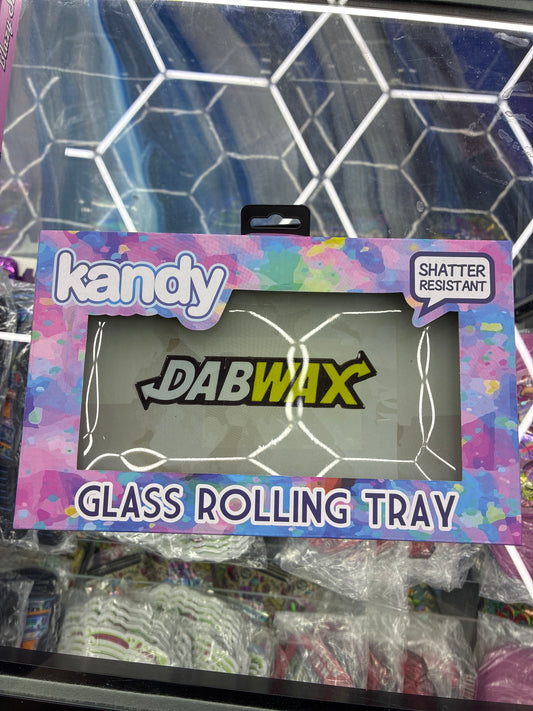 kandy
SHATTER
RESISTANT
DABWAX
GLASS ROLLING TRAY